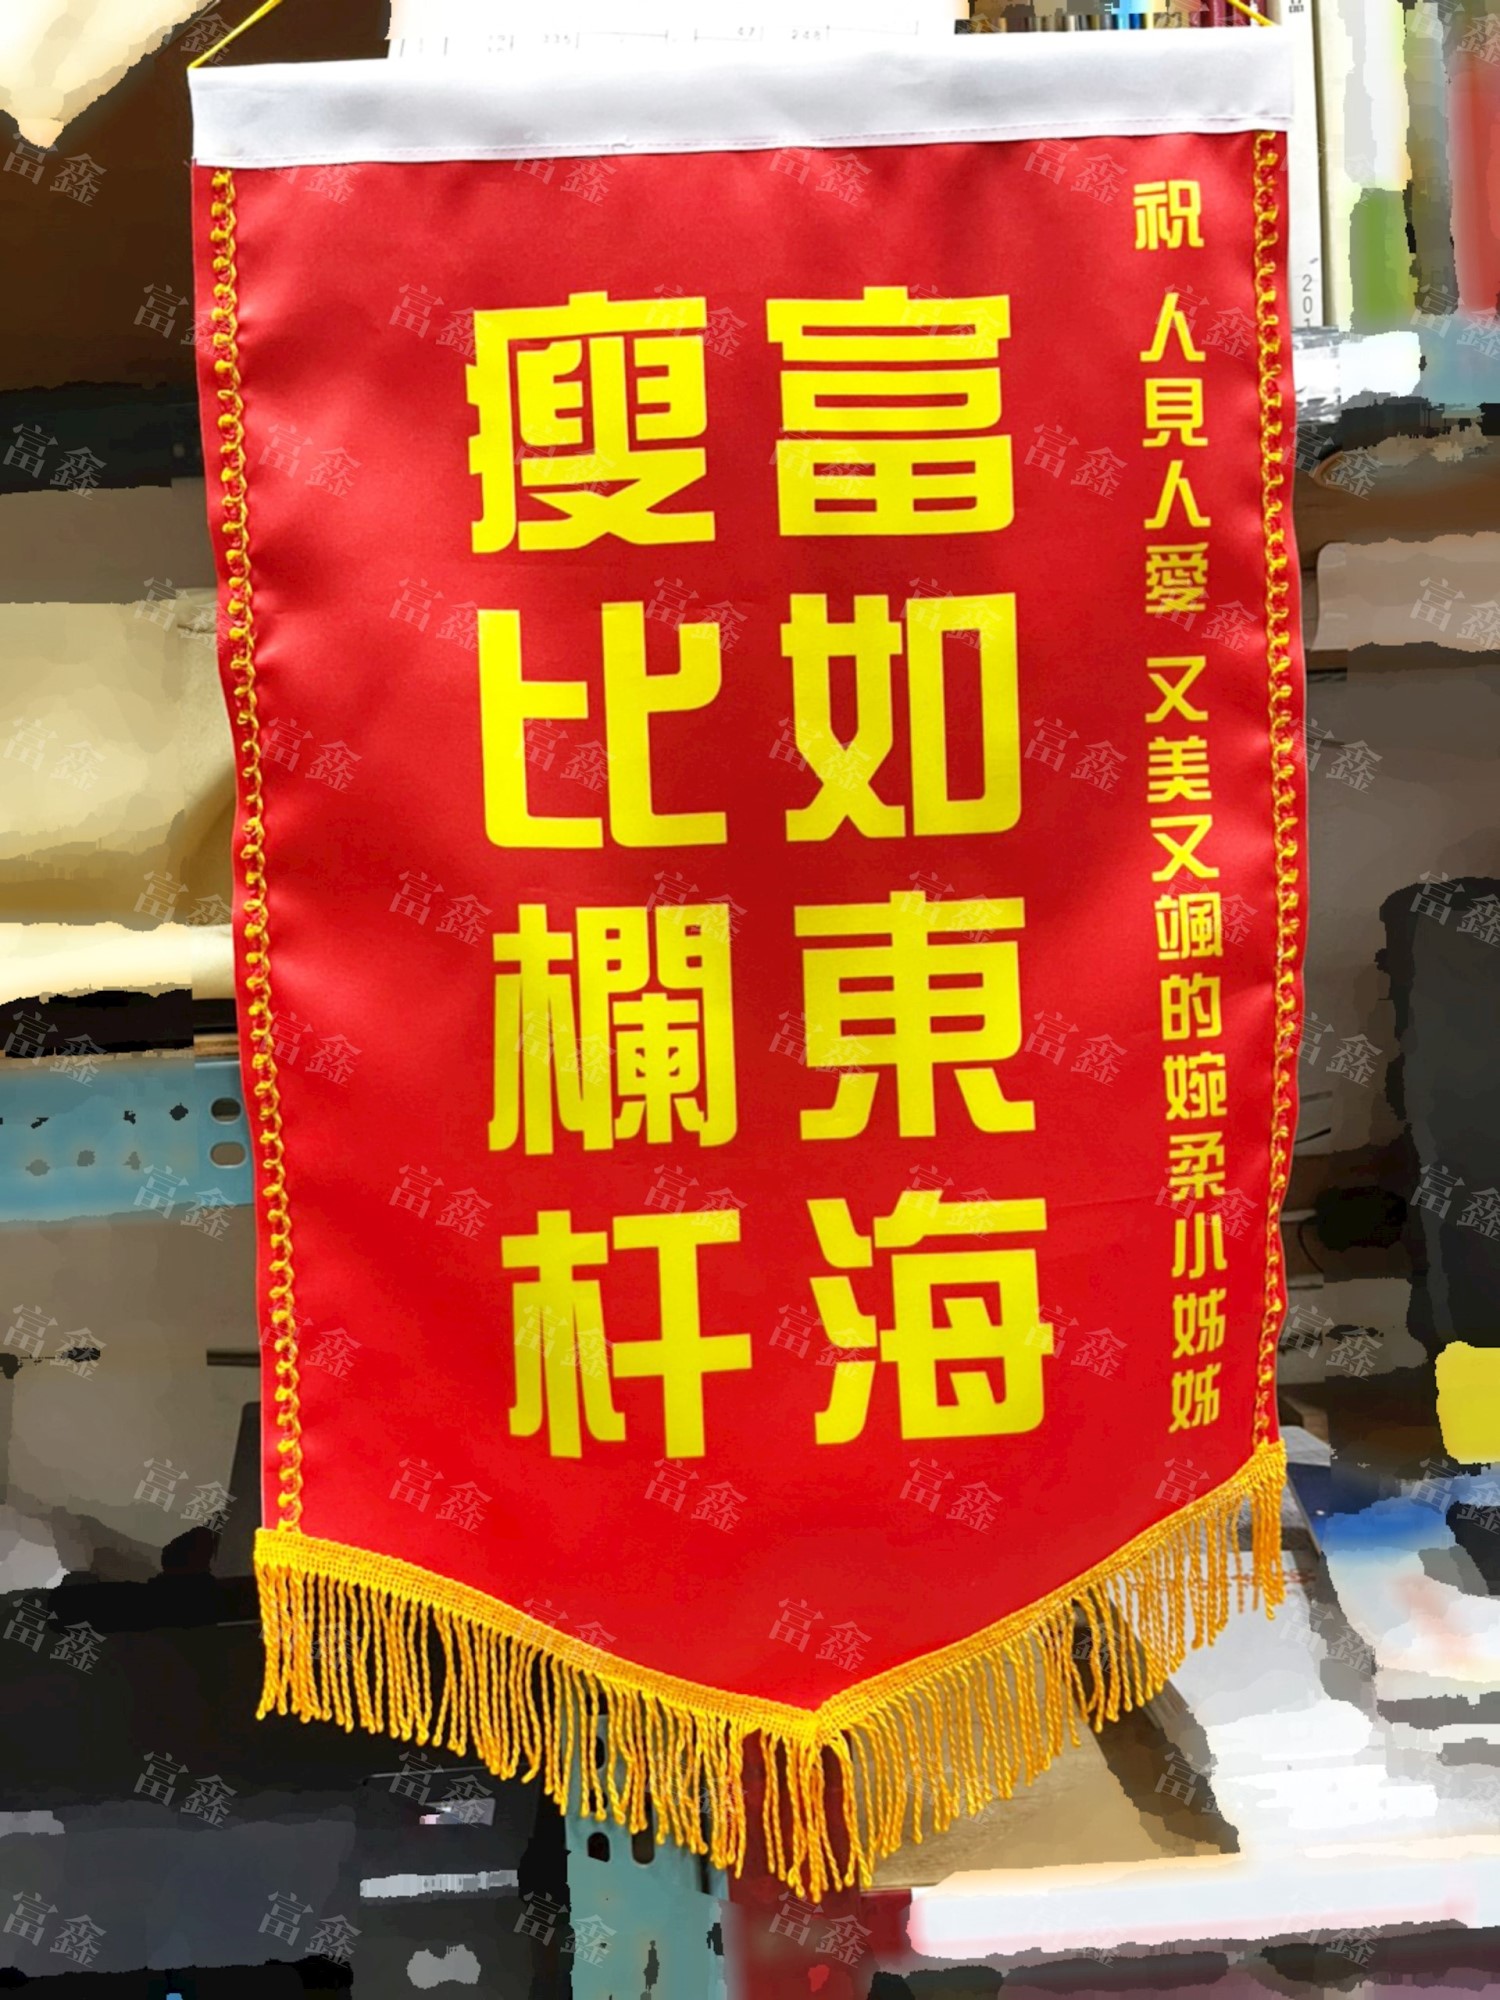 祝 人見人愛 又美又颯的婉柔小姊姊
富如東海
瘦比欄杆
富鑫